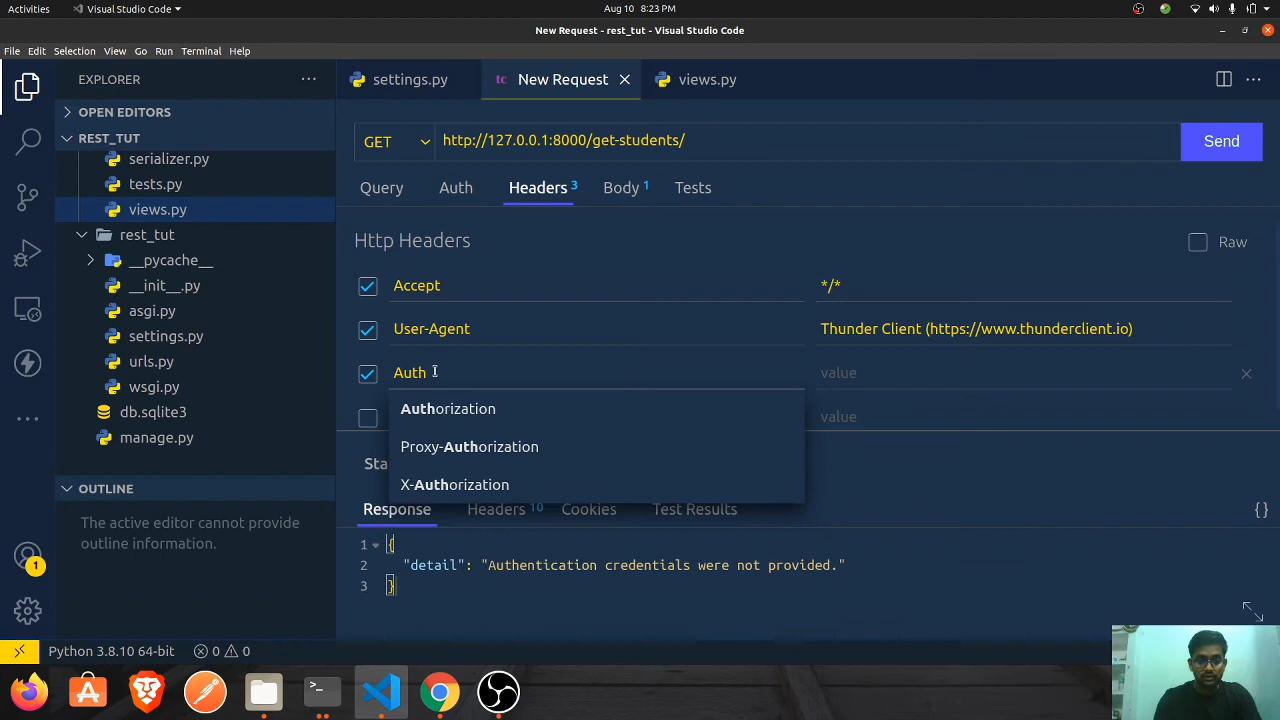 Activities
Visual Studio Code
Aug 10 8:23 PM
New Request - rest_tut - Visual Studio Code
File Edit Selection View Go Run Terminal Help
EXPLORER
settings.py
tc New Request
views.py
OPEN EDITORS
REST_TUT
serializer.py
tests.py
views.py
rest_tut
__pycache__
__init__.py
asgi.py
settings.py
urls.py
wsgi.py
db.sqlite3
manage.py
OUTLINE
The active editor cannot provide
outline information.
GET
http://127.0.0.1:8000/get-students/
Send
Query
Auth
Headers 3
Body 1
Tests
Http Headers
Raw
Accept
*/*
User-Agent
Thunder Client (https://www.thunderclient.io)
Auth
value
Authorization
value
Proxy-Authorization
Sta
X-Authorization
Response
Headers 10
Cookies
Test Results
{}
1 {
2 "detail": "Authentication credentials were not provided."
3 }
1
Python 3.8.10 64-bit
0
0